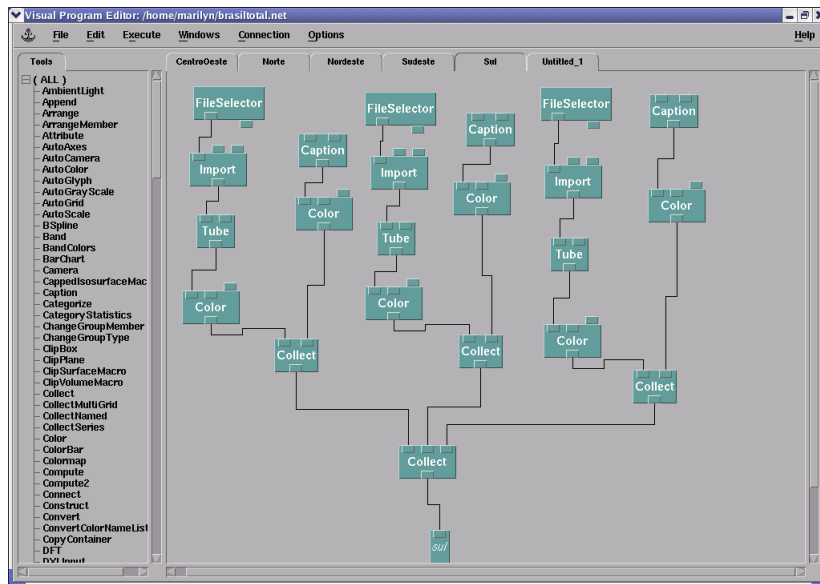 Visual Program Editor: /home/marilyn/brasiltotal.net
File Edit Execute Windows Connection Options Help
Tools
CentroOeste Norte Nordeste Sudeste Sul Untitled_1
( ALL )
AmbientLight
Append
Arrange
ArrangeMember
Attribute
AutoAxes
AutoCamera
AutoColor
AutoGlyph
AutoGrayScale
AutoGrid
AutoScale
BSpline
Band
BandColors
BarChart
Camera
CappedIsosurfaceMac
Caption
Categorize
CategoryStatistics
ChangeGroupMember
ChangeGroupType
ClipBox
ClipPlane
ClipSurfaceMacro
ClipVolumeMacro
Collect
CollectMultiGrid
CollectNamed
CollectSeries
Color
ColorBar
Colormap
Compute
Compute2
Connect
Construct
Convert
ConvertColorNameList
CopyContainer
DFT
DXLInput
FileSelector FileSelector FileSelector Caption
Caption Caption
Import Import Import
Color Color Color
Tube Tube Tube
Color Color Color
Collect Collect Collect
Collect
sul